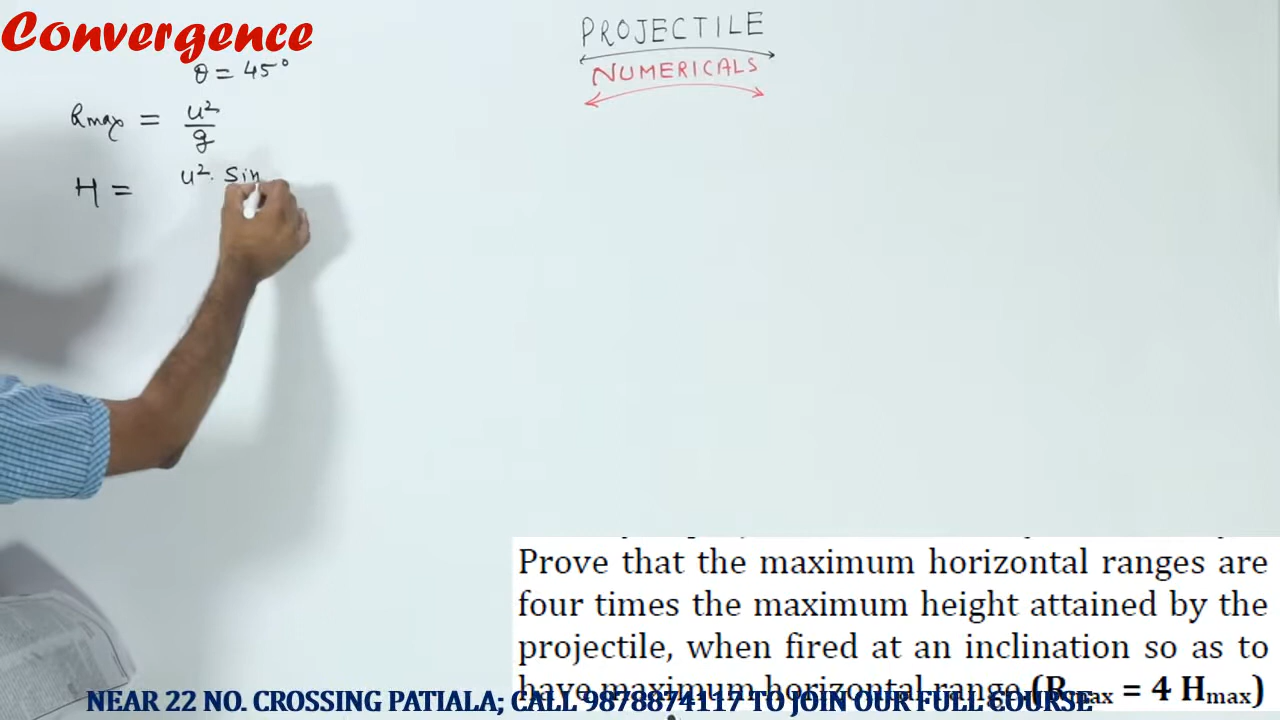 Convergence
PROJECTILE
NUMERICALS
θ = 45°
Rmax = u²/g
H = u². Sin
Prove that the maximum horizontal ranges are
four times the maximum height attained by the
projectile, when fired at an inclination so as to
have maximum horizontal range (Rmax = 4 Hmax)
NEAR 22 NO. CROSSING PATIALA; CALL 9878874117 TO JOIN OUR FULL COURSE